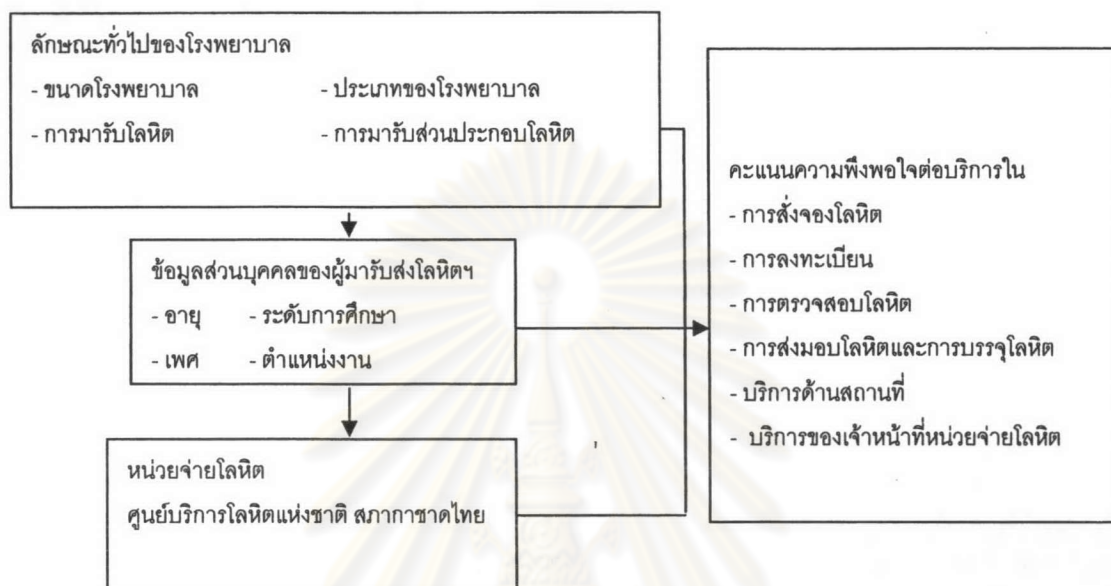 ลักษณะทั่วไปของโรงพยาบาล
- ขนาดโรงพยาบาล - ประเภทของโรงพยาบาล
- การมารับโลหิต - การมารับส่วนประกอบโลหิต
ข้อมูลส่วนบุคคลของผู้มารับส่งโลหิตฯ
- อายุ - ระดับการศึกษา
- เพศ - ตำแหน่งงาน
หน่วยจ่ายโลหิต
ศูนย์บริการโลหิตแห่งชาติ สภากาชาดไทย
คะแนนความพึงพอใจต่อบริการใน
- การสั่งจองโลหิต
- การลงทะเบียน
- การตรวจสอบโลหิต
- การส่งมอบโลหิตและการบรรจุโลหิต
- บริการด้านสถานที่
- บริการของเจ้าหน้าที่หน่วยจ่ายโลหิต